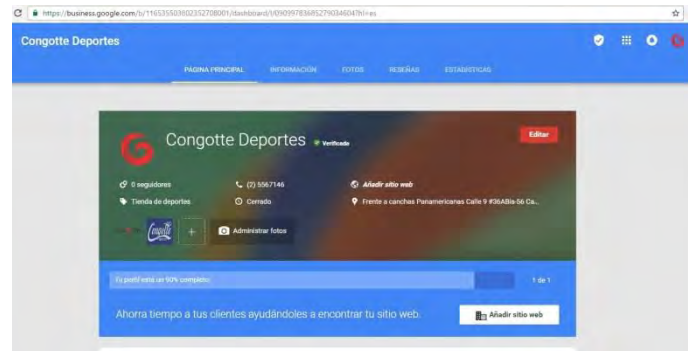 https://business.google.com/b/116535503802352708001/dashboard/l/05099783685279034604?hl=es
Congotte Deportes
PÁGINA PRINCIPAL INFORMACIÓN FOTOS RESEÑAS ESTADÍSTICAS
Congotte Deportes Verificada
Editar
0 seguidores (2) 5567146 Añadir sitio web
Tienda de deportes Cerrado Frente a canchas Panamericanas Calle 9 #36ABis-56 Ca...
Congotte + Administrar fotos
Tu perfil está un 90% completo 1 de 1
Ahorra tiempo a tus clientes ayudándoles a encontrar tu sitio web. Añadir sitio web